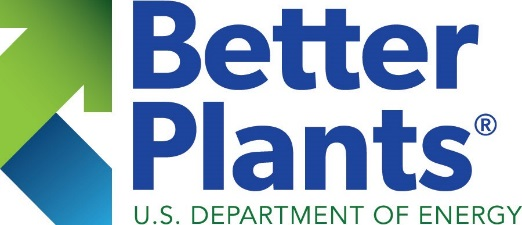 Better
Plants®
U.S. DEPARTMENT OF ENERGY